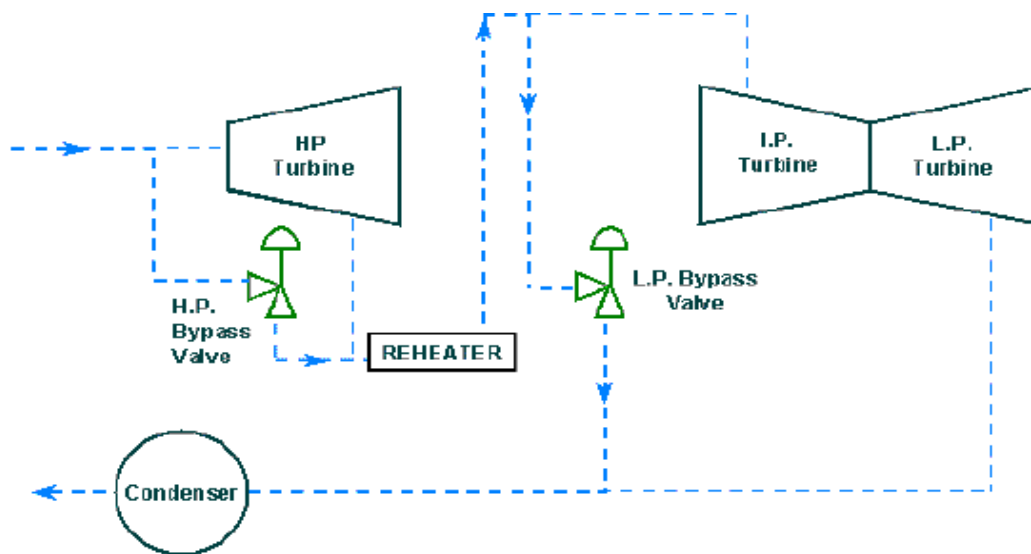 HP
Turbine
I.P.
Turbine
L.P.
Turbine
H.P.
Bypass
Valve
L.P. Bypass
Valve
REHEATER
Condenser